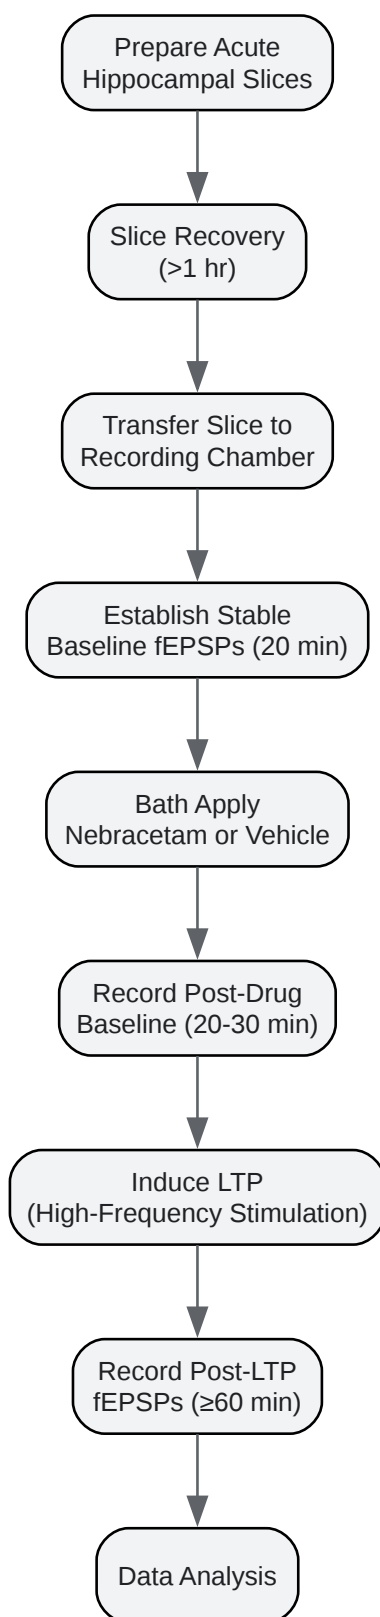 Prepare Acute
Hippocampal Slices
Slice Recovery
(>1 hr)
Transfer Slice to
Recording Chamber
Establish Stable
Baseline fEPSPs (20 min)
Bath Apply
Nebracetam or Vehicle
Record Post-Drug
Baseline (20-30 min)
Induce LTP
(High-Frequency Stimulation)
Record Post-LTP
fEPSPs (≥60 min)
Data Analysis